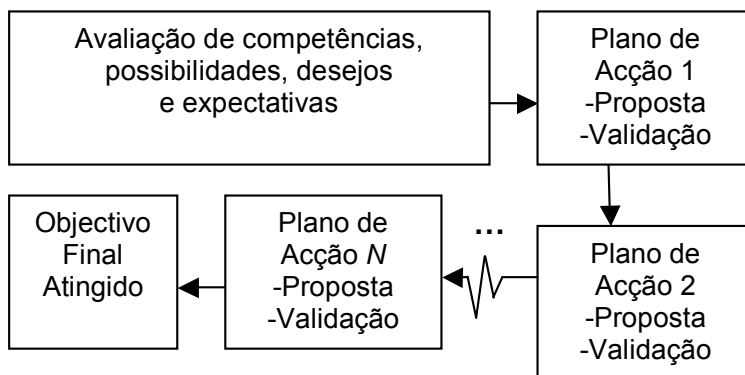 Avaliação de competências,
possibilidades, desejos
e expectativas
Plano de
Acção 1
-Proposta
-Validação
Plano de
Acção 2
-Proposta
-Validação
...
Plano de
Acção N
-Proposta
-Validação
Objectivo
Final
Atingido